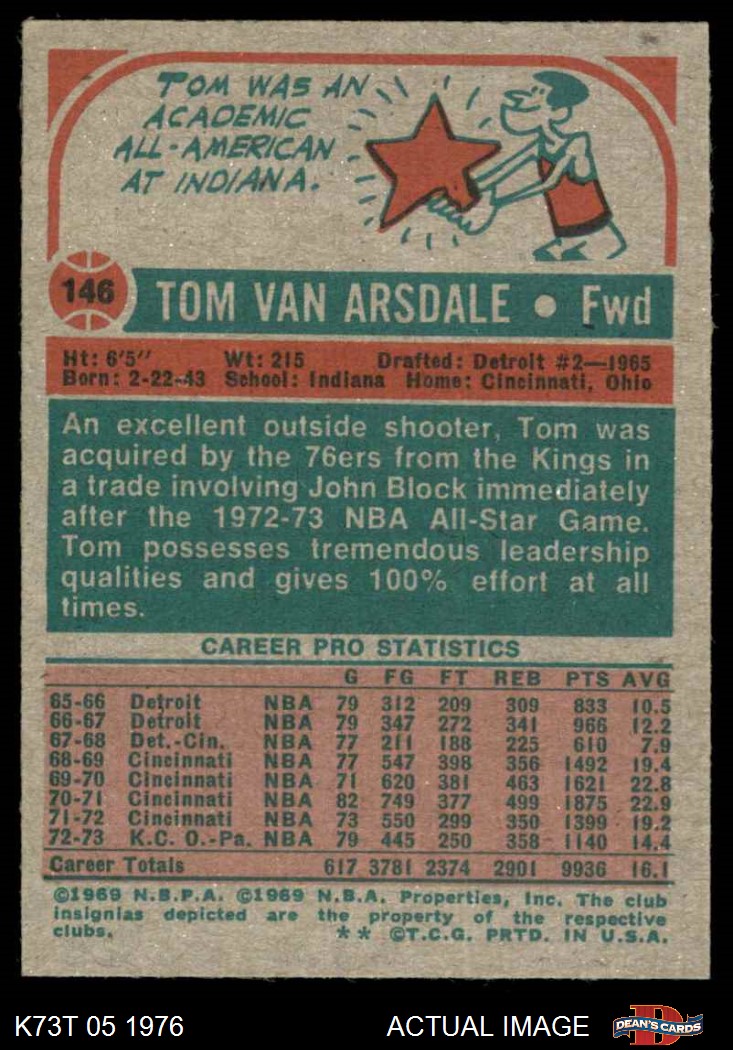 TOM WAS AN
ACADEMIC
ALL-AMERICAN
AT INDIANA.
146 TOM VAN ARSDALE • Fwd
Ht: 6'5" Wt: 215 Drafted: Detroit #2—1965
Born: 2-22-43 School: Indiana Home: Cincinnati, Ohio
An excellent outside shooter, Tom was
acquired by the 76ers from the Kings in
a trade involving John Block immediately
after the 1972-73 NBA All-Star Game.
Tom possesses tremendous leadership
qualities and gives 100% effort at all
times.
CAREER PRO STATISTICS
G FG FT REB PTS AVG
65-66 Detroit NBA 79 312 209 309 833 10.5
66-67 Detroit NBA 79 347 272 341 966 12.2
67-68 Det.-Cin. NBA 77 211 188 225 610 7.9
68-69 Cincinnati NBA 77 547 398 356 1492 19.4
69-70 Cincinnati NBA 71 620 381 463 1621 22.8
70-71 Cincinnati NBA 82 749 377 499 1875 22.9
71-72 Cincinnati NBA 73 550 299 350 1399 19.2
72-73 K.C. O.-Pa. NBA 79 445 250 358 1140 14.4
Career Totals 617 3781 2374 2901 9936 16.1
©1969 N.B.P.A. ©1969 N.B.A. Properties, Inc. The club
insignias depicted are the property of the respective
clubs. ** ©T.C.G. PRTD. IN U.S.A.
K73T 05 1976 ACTUAL IMAGE D DEAN'S CARDS